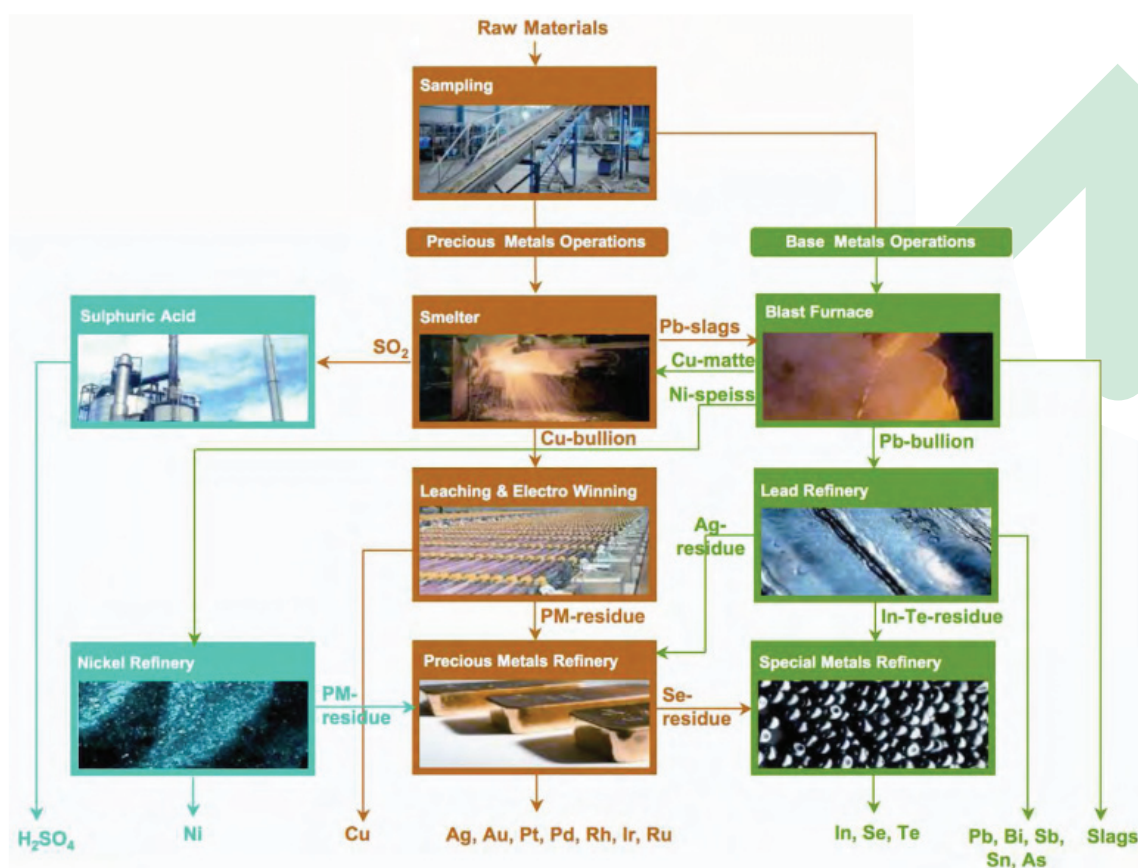 Raw Materials
Sampling
Precious Metals Operations
Base Metals Operations
Sulphuric Acid
SO₂
Smelter
Pb-slags
Cu-matte
Ni-speiss
Blast Furnace
Cu-bullion
Pb-bullion
Leaching & Electro Winning
Ag-
residue
Lead Refinery
PM-residue
In-Te-residue
Nickel Refinery
PM-
residue
Precious Metals Refinery
Se-
residue
Special Metals Refinery
H₂SO₄
Ni
Cu
Ag, Au, Pt, Pd, Rh, Ir, Ru
In, Se, Te
Pb, Bi, Sb,
Sn, As
Slags